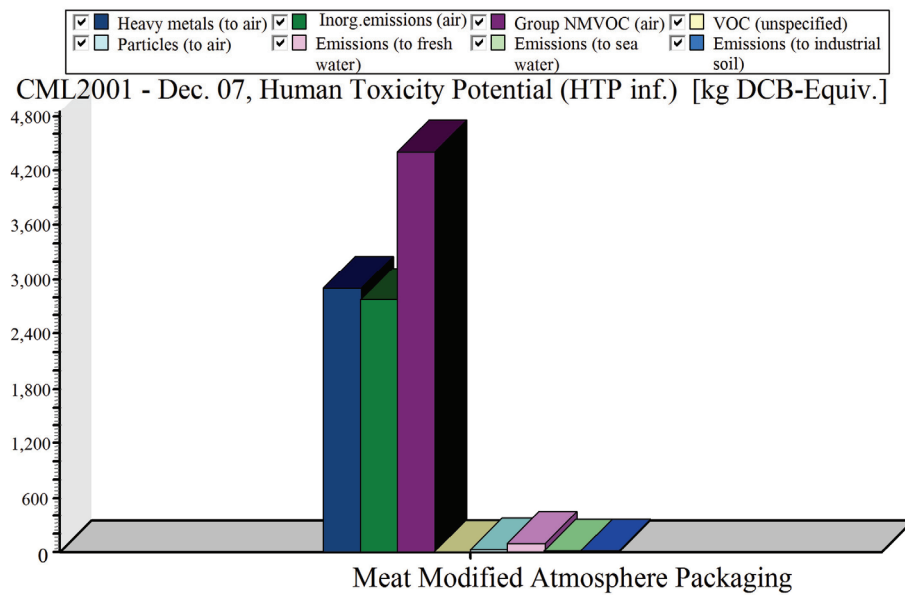 Heavy metals (to air) Inorg.emissions (air) Group NMVOC (air) VOC (unspecified)
Particles (to air) Emissions (to fresh water) Emissions (to sea water) Emissions (to industrial soil)
CML2001 - Dec. 07, Human Toxicity Potential (HTP inf.) [kg DCB-Equiv.]
4,800
4,200
3,600
3,000
2,400
1,800
1,200
600
0
Meat Modified Atmosphere Packaging